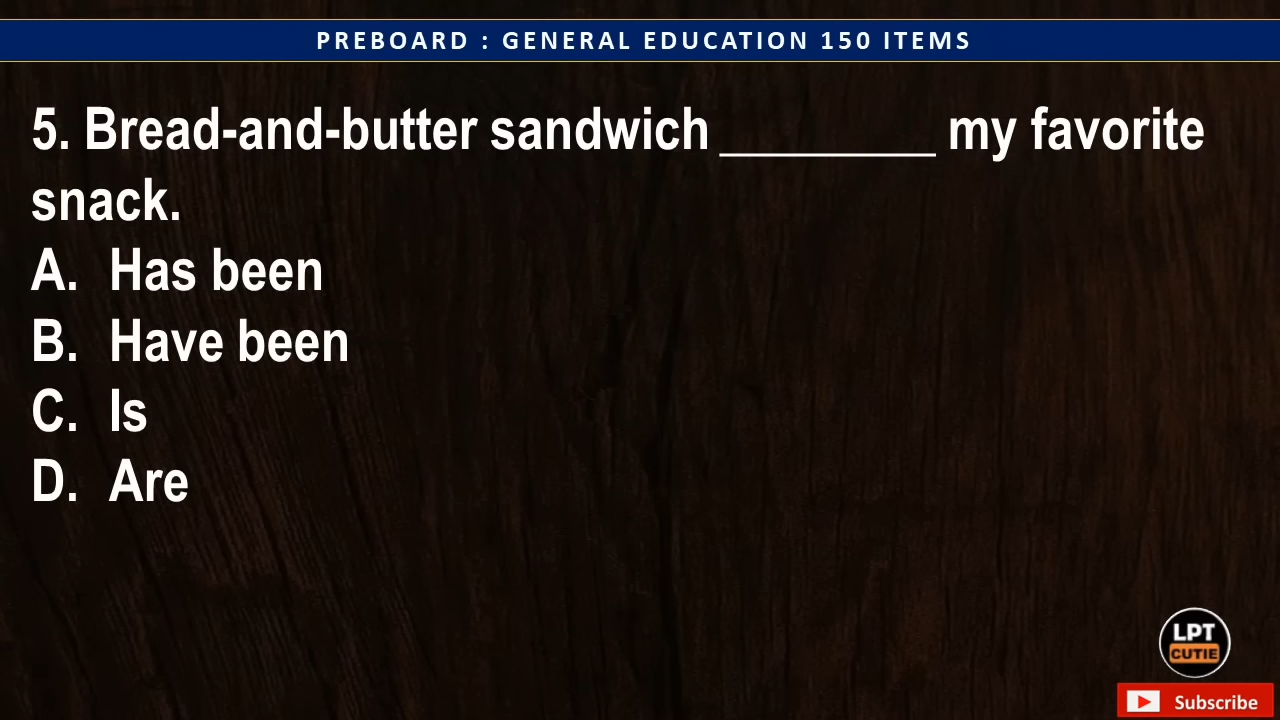 PREBOARD : GENERAL EDUCATION 150 ITEMS
5. Bread-and-butter sandwich _________ my favorite
snack.
A. Has been
B. Have been
C. Is
D. Are
LPT
CUTIE
Subscribe